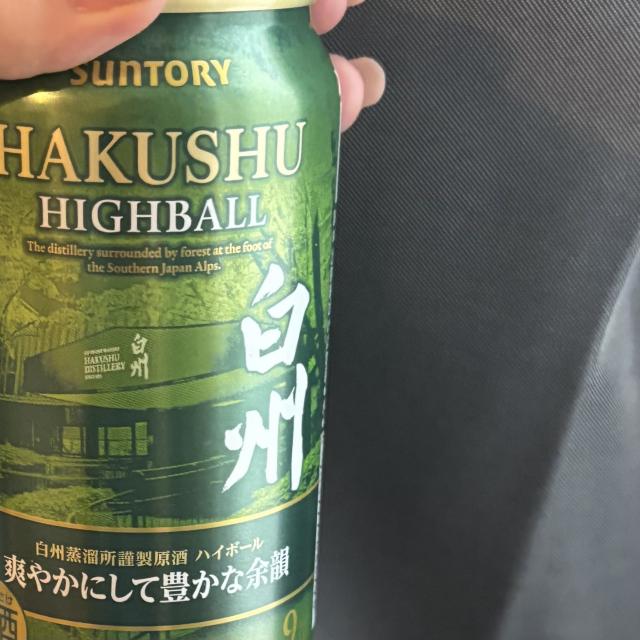 SUNTORY
HAKUSHU
HIGHBALL
The distillery surrounded by forest at the foot of
the Southern Japan Alps.
白州
HAKUSHU
DISTILLERY
白州
白州蒸溜所謹製原酒 ハイボール
爽やかにして豊かな余韻
9